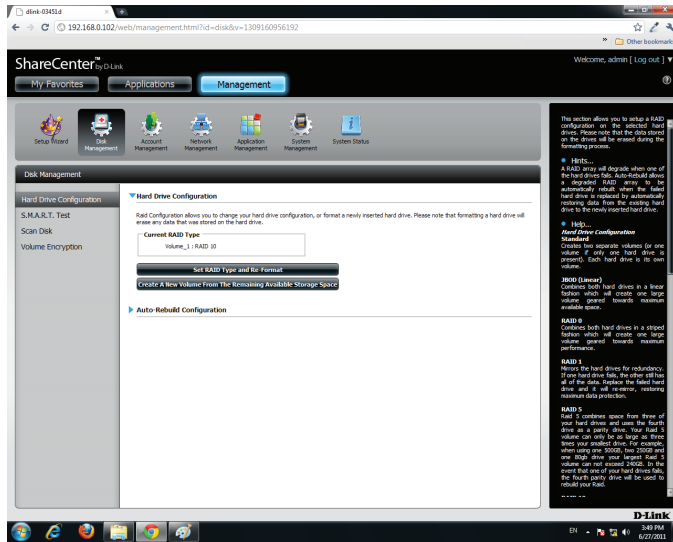 dlink-03451d
192.168.0.102/web/management.html?id=disk&v=1309160956192
Other bookmark
ShareCenter™ by D-Link
Welcome, admin [ Log out ]
My Favorites
Applications
Management
Setup Wizard
Disk Management
Account Management
Network Management
Application Management
System Management
System Status
Disk Management
Hard Drive Configuration
S.M.A.R.T. Test
Scan Disk
Volume Encryption
Hard Drive Configuration
Raid Configuration allows you to change your hard drive configuration, or format a newly inserted hard drive. Please note that formatting a hard drive will
erase any data that was stored on the hard drive.
Current RAID Type
Volume_1 : RAID 10
Set RAID Type and Re-Format
Create A New Volume From The Remaining Available Storage Space
Auto-Rebuild Configuration
This section allows you to setup a RAID
configuration on the selected hard
drives. Please note that the data stored
on the drives will be erased during the
formatting process.
Hints...
A RAID array will degrade when one of
the hard drives fails. Auto-Rebuild allows
a degraded RAID array to be
automatically rebuilt when the failed
hard drive is replaced by automatically
restoring data from the existing hard
drive to the newly inserted hard drive.
Help...
Hard Drive Configuration
Standard
Creates two separate volumes (or one
volume if only one hard drive is
present). Each hard drive is its own
volume.
JBOD (Linear)
Combines both hard drives in a linear
fashion which will create one large
volume geared towards maximum
available space.
RAID 0
Combines both hard drives in a striped
fashion which will create one large
volume geared towards maximum
performance.
RAID 1
Mirrors the hard drives for redundancy.
If one hard drive fails, the other still has
all of the data. Replace the failed hard
drive and it will re-mirror, restoring
maximum data protection.
RAID 5
Raid 5 combines space from three of
your hard drives and uses the fourth
drive as a parity drive. Your Raid 5
volume can only be as large as three
times your smallest drive. For example,
when using one 500GB, two 250GB and
one 80gb drive your largest Raid 5
volume can not exceed 240GB. In the
event that one of your hard drives fails,
the fourth parity drive will be used to
rebuild your Raid.
D-Link
EN
3:49 PM
6/27/2011